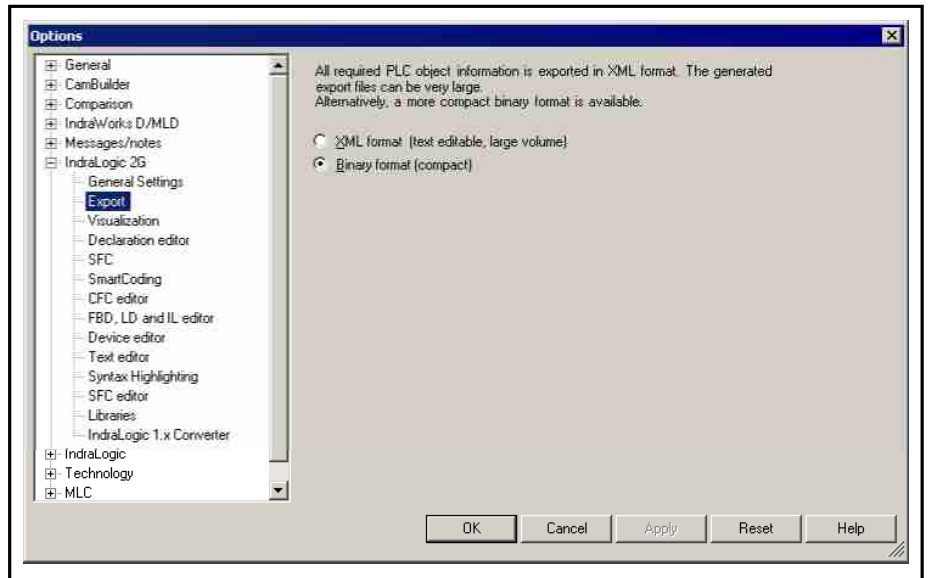 Options
General
CamBuilder
Comparison
IndraWorks D/MLD
Messages/notes
IndraLogic 2G
General Settings
Export
Visualization
Declaration editor
SFC
SmartCoding
CFC editor
FBD, LD and IL editor
Device editor
Text editor
Syntax Highlighting
SFC editor
Libraries
IndraLogic 1.x Converter
IndraLogic
Technology
MLC
All required PLC object information is exported in XML format. The generated
export files can be very large.
Alternatively, a more compact binary format is available.
XML format (text editable, large volume)
Binary format (compact)
OK
Cancel
Apply
Reset
Help